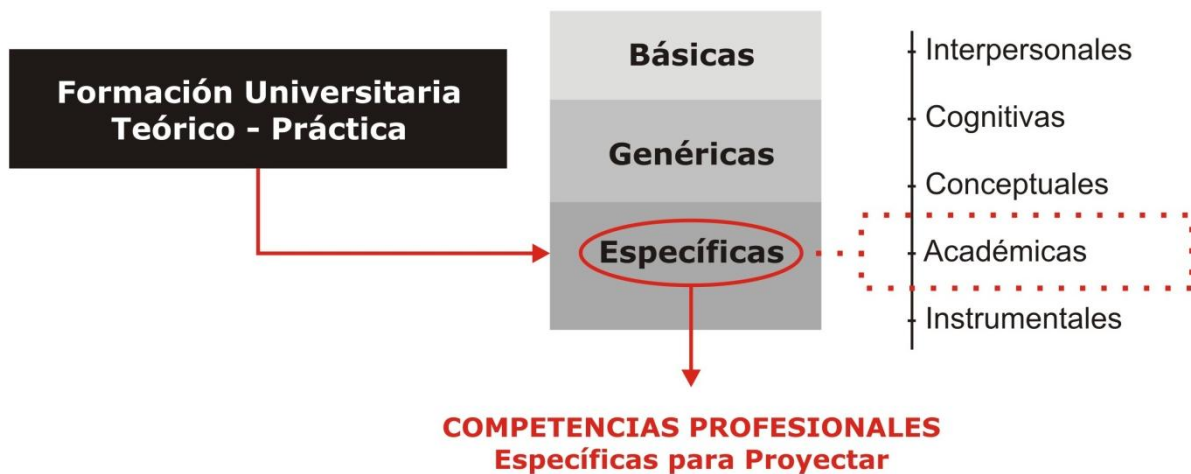 Formación Universitaria
Teórico - Práctica
Básicas
Genéricas
Específicas
Interpersonales
Cognitivas
Conceptuales
Académicas
Instrumentales
COMPETENCIAS PROFESIONALES
Específicas para Proyectar